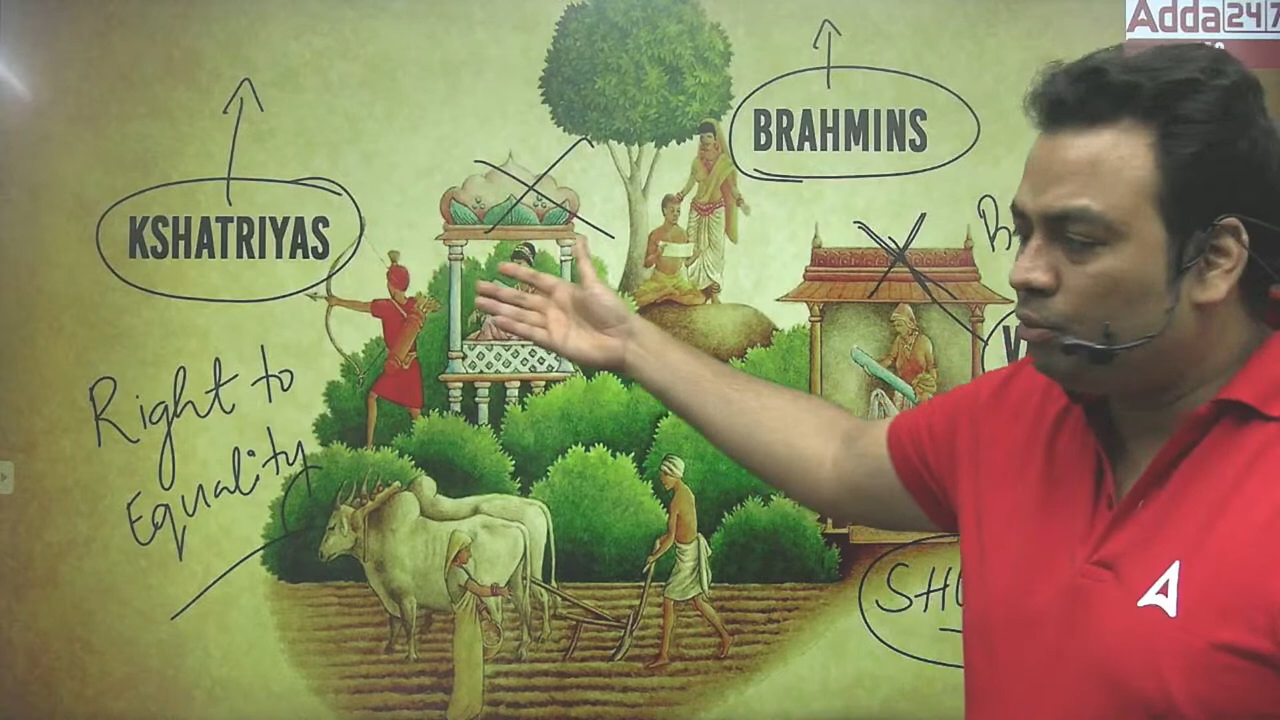 Adda247
BRAHMINS
KSHATRIYAS
Right to
Equality